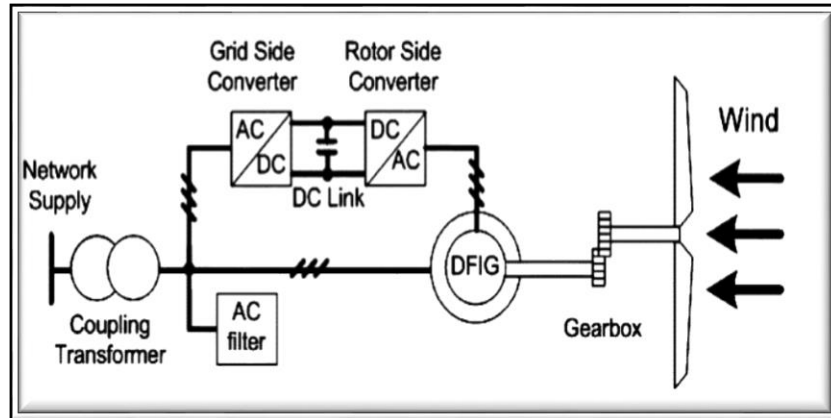 Grid Side
Converter
Rotor Side
Converter
Wind
AC
DC
DC
AC
DC Link
Network
Supply
DFIG
Coupling
Transformer
AC
filter
Gearbox